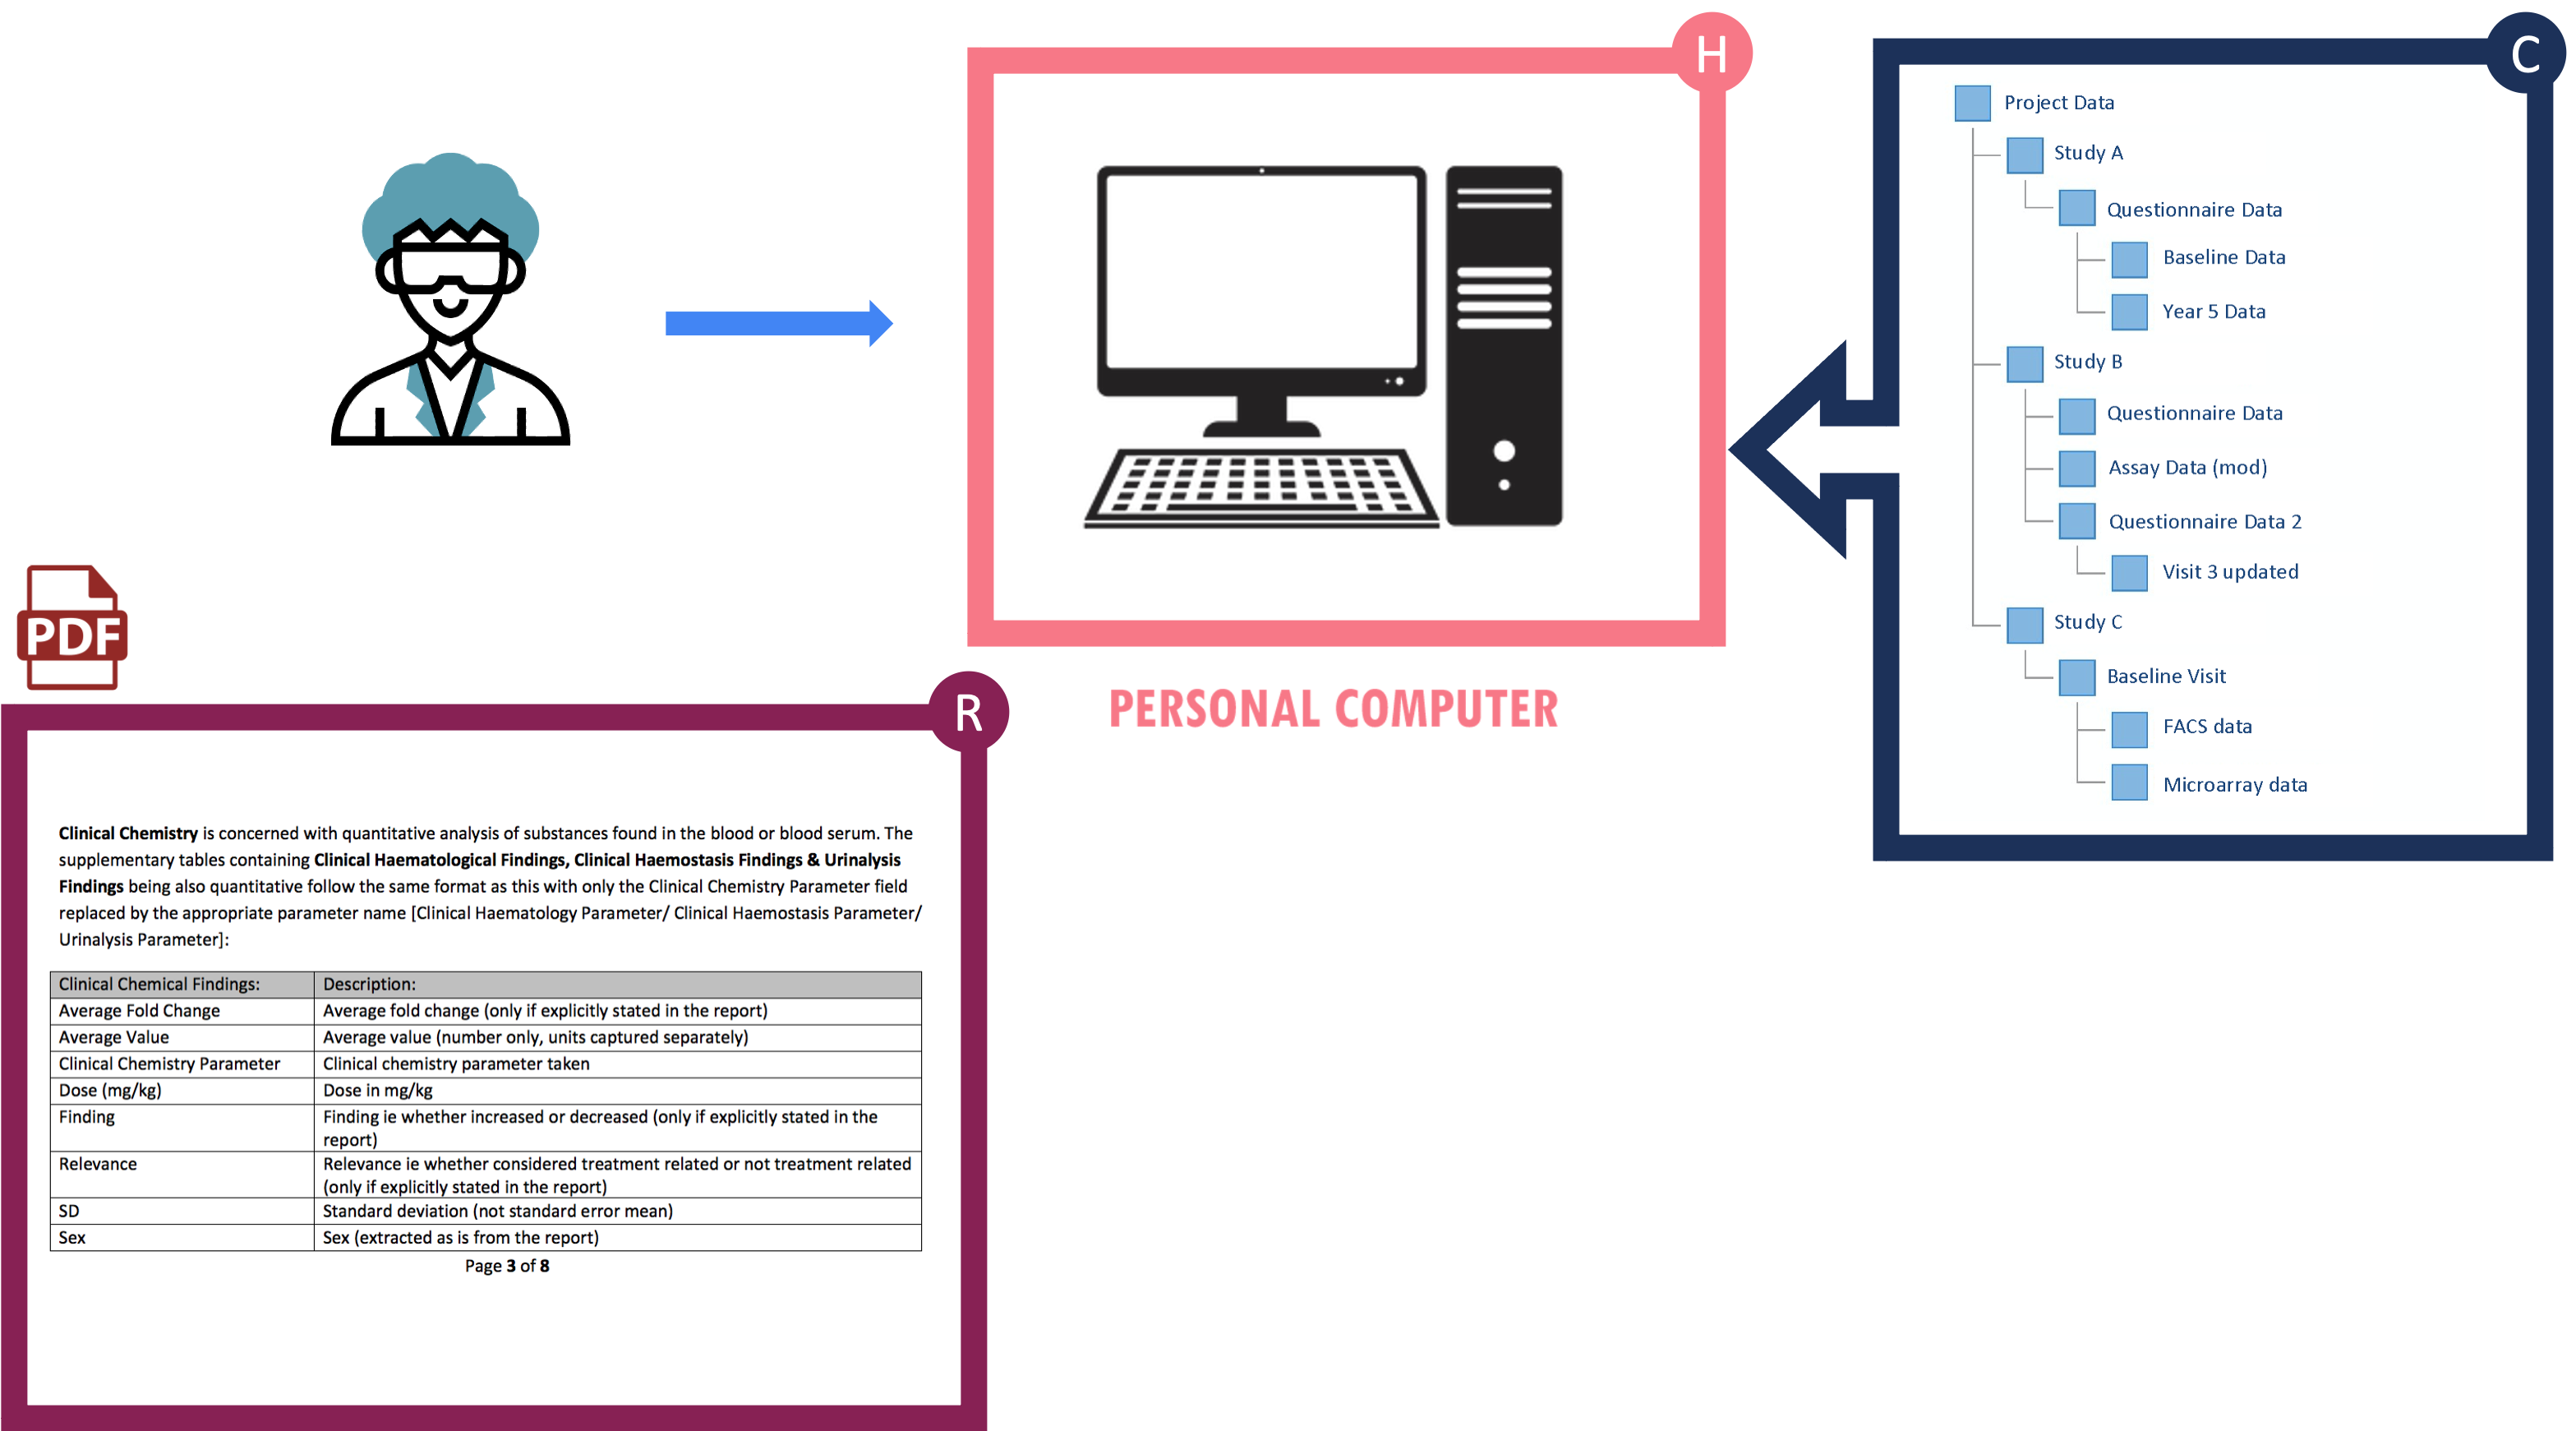 H
C
Project Data
Study A
Questionnaire Data
Baseline Data
Year 5 Data
Study B
Questionnaire Data
Assay Data (mod)
Questionnaire Data 2
Visit 3 updated
Study C
Baseline Visit
FACS data
Microarray data
PERSONAL COMPUTER
PDF
R
Clinical Chemistry is concerned with quantitative analysis of substances found in the blood or blood serum. The
supplementary tables containing Clinical Haematological Findings, Clinical Haemostasis Findings & Urinalysis
Findings being also quantitative follow the same format as this with only the Clinical Chemistry Parameter field
replaced by the appropriate parameter name [Clinical Haematology Parameter/ Clinical Haemostasis Parameter/
Urinalysis Parameter]:
Clinical Chemical Findings: Description:
Average Fold Change Average fold change (only if explicitly stated in the report)
Average Value Average value (number only, units captured separately)
Clinical Chemistry Parameter Clinical chemistry parameter taken
Dose (mg/kg) Dose in mg/kg
Finding Finding ie whether increased or decreased (only if explicitly stated in the
report)
Relevance Relevance ie whether considered treatment related or not treatment related
(only if explicitly stated in the report)
SD Standard deviation (not standard error mean)
Sex Sex (extracted as is from the report)
Page 3 of 8